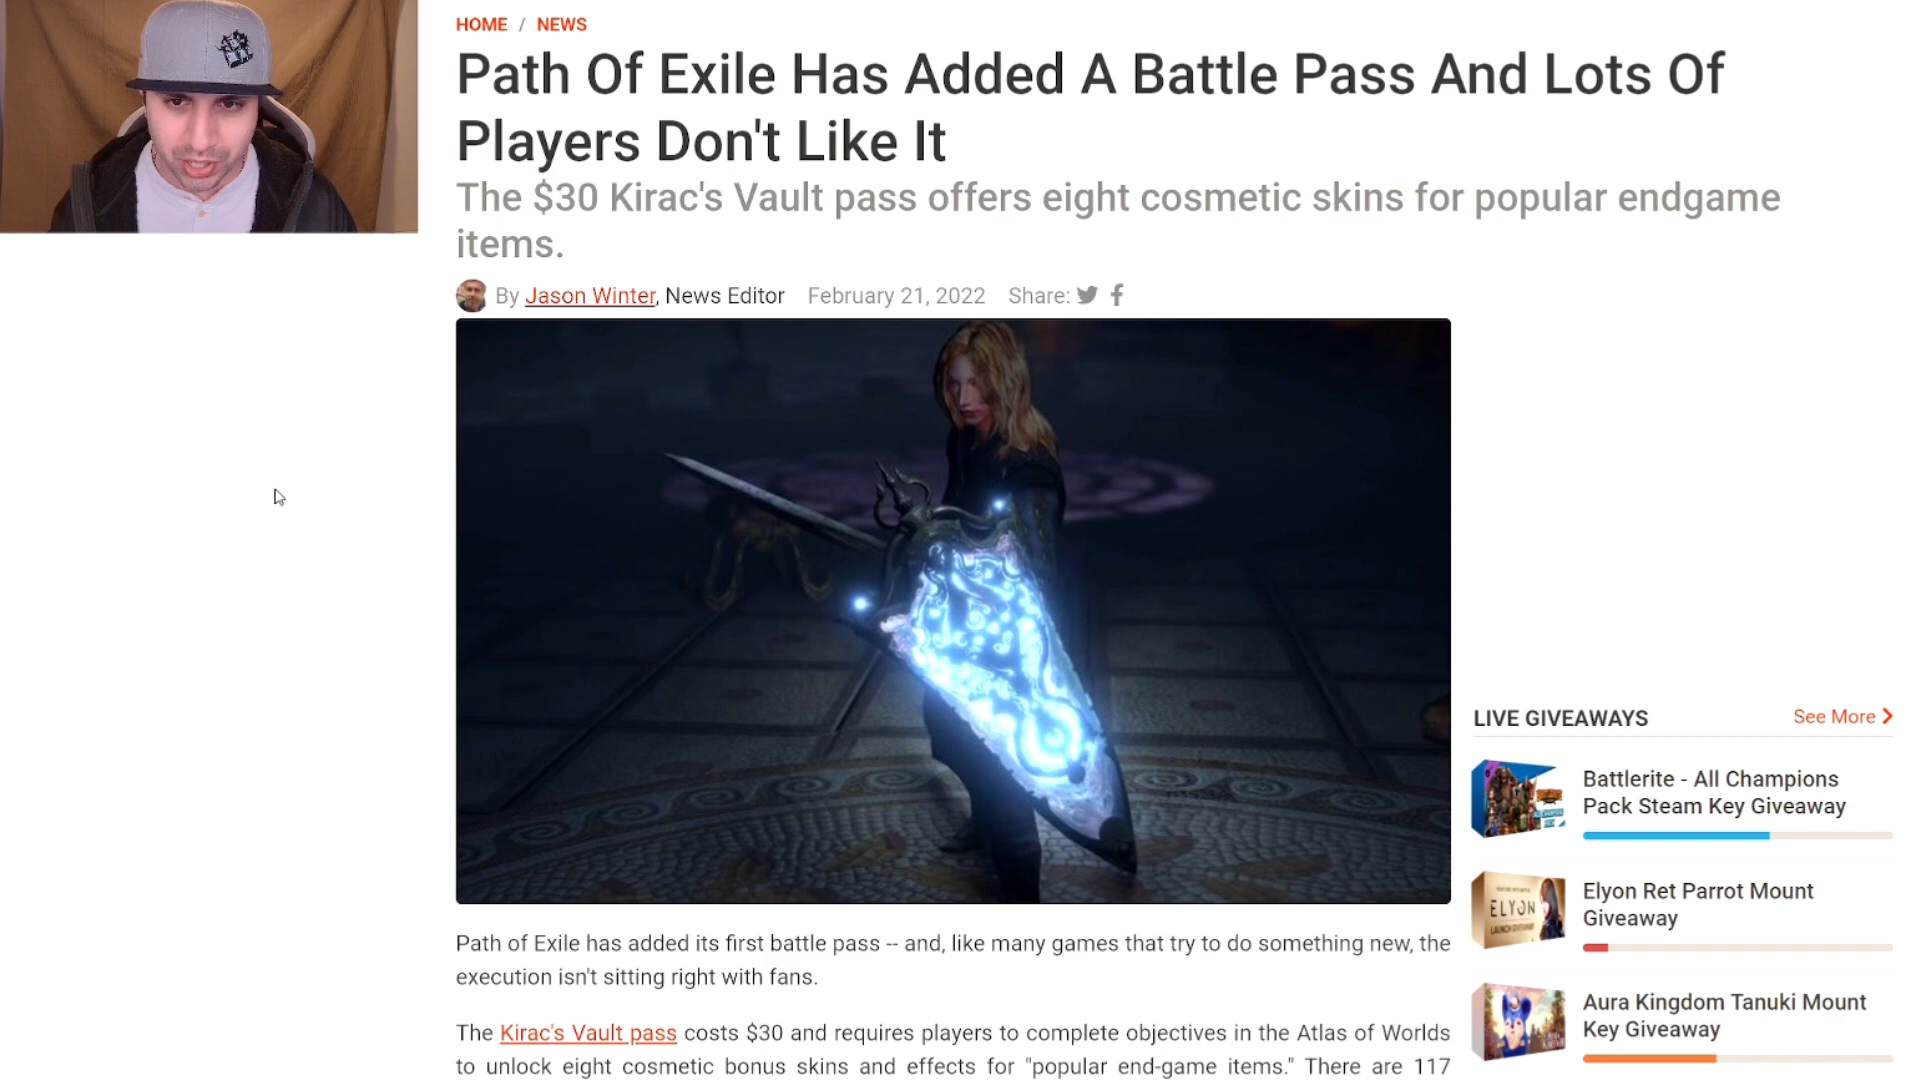 HOME / NEWS
Path Of Exile Has Added A Battle Pass And Lots Of
Players Don't Like It
The $30 Kirac's Vault pass offers eight cosmetic skins for popular endgame
items.
By Jason Winter, News Editor February 21, 2022 Share:
Path of Exile has added its first battle pass -- and, like many games that try to do something new, the
execution isn't sitting right with fans.
The Kirac's Vault pass costs $30 and requires players to complete objectives in the Atlas of Worlds
to unlock eight cosmetic bonus skins and effects for "popular end-game items." There are 117
LIVE GIVEAWAYS See More
Battlerite - All Champions
Pack Steam Key Giveaway
Elyon Ret Parrot Mount
Giveaway
ELYON
Aura Kingdom Tanuki Mount
Key Giveaway